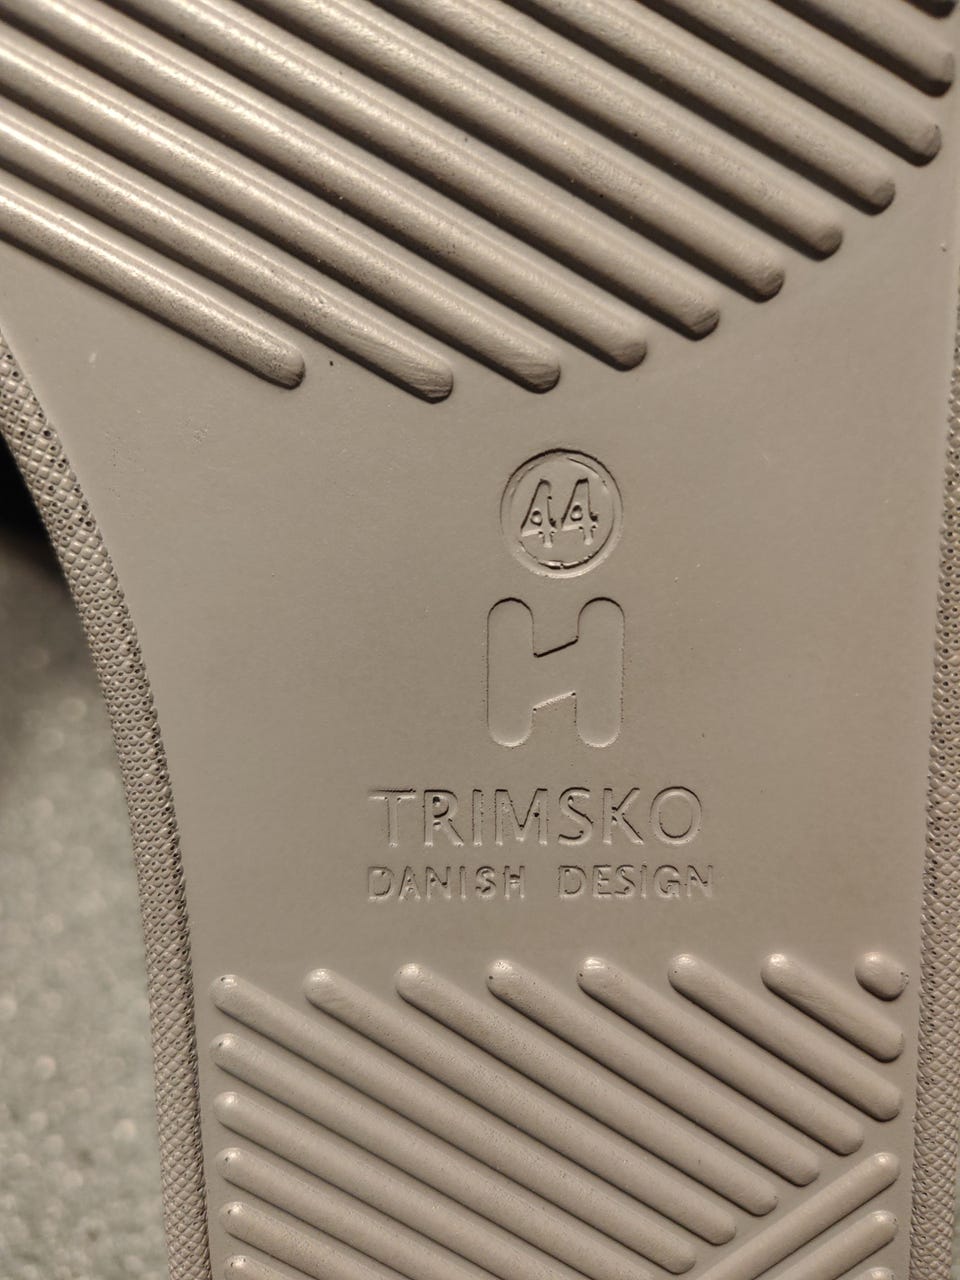 44
H
TRIMSKO
DANISH DESIGN